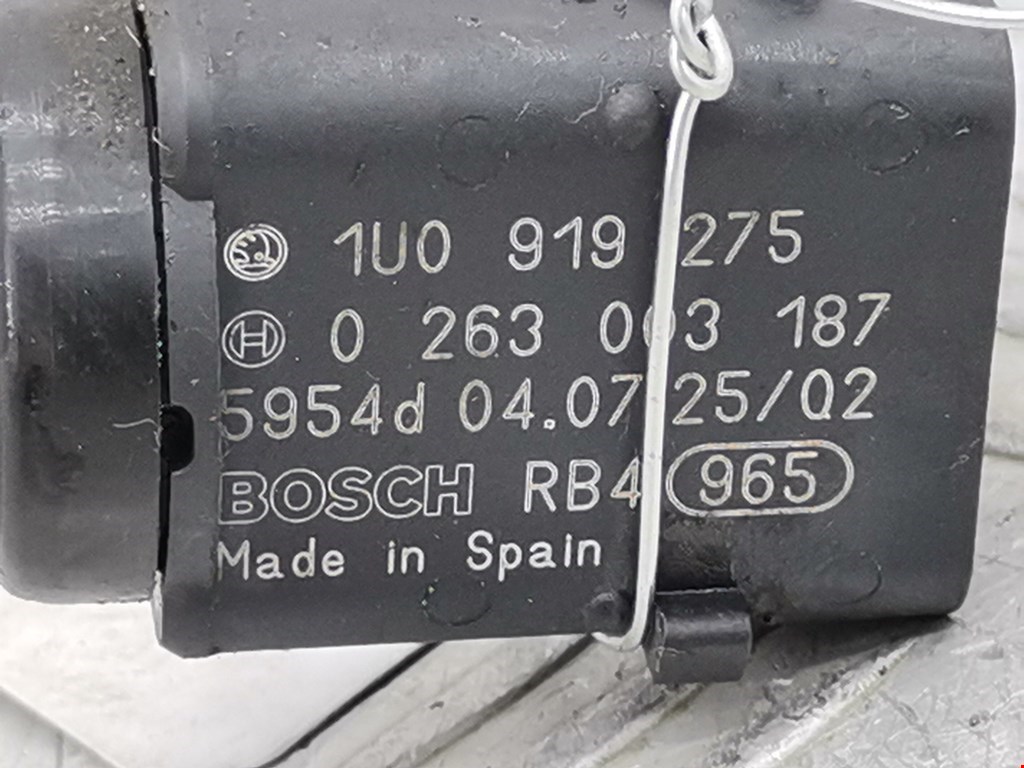 1U0 919 275
0 263 003 187
5954d 04.07 25/02
BOSCH RB4 965
Made in Spain